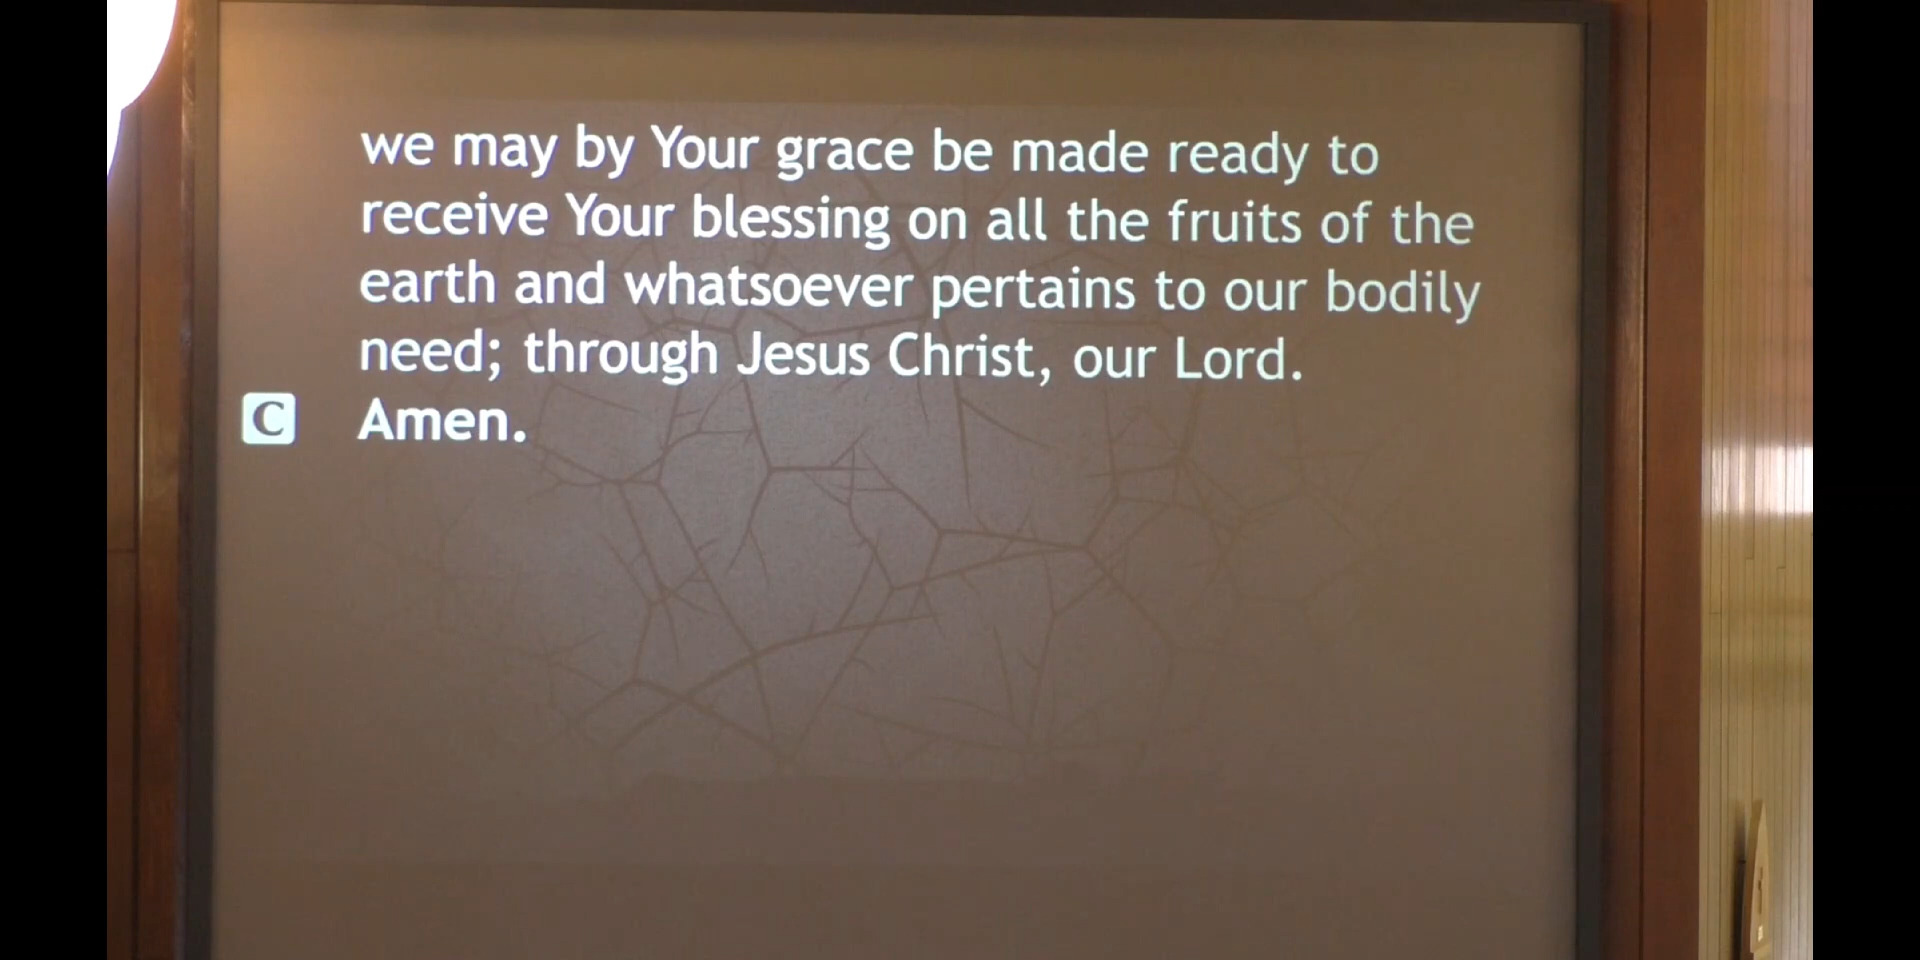 we may by Your grace be made ready to
receive Your blessing on all the fruits of the
earth and whatsoever pertains to our bodily
need; through Jesus Christ, our Lord.
C Amen.